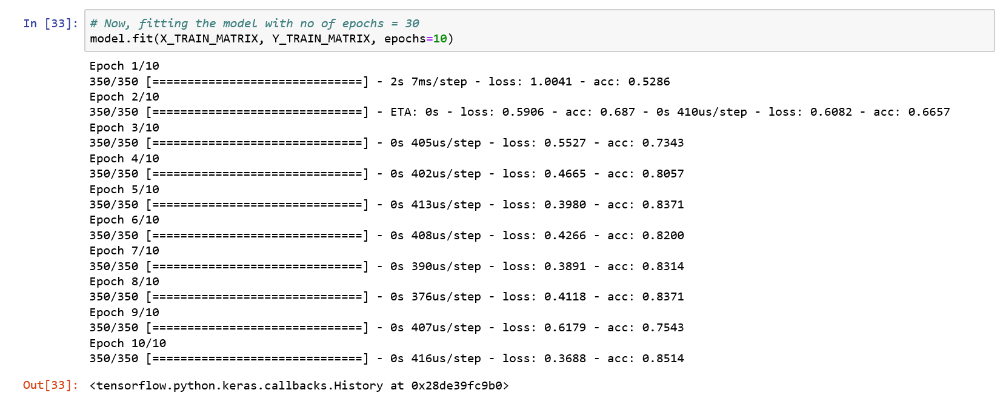 In [33]: # Now, fitting the model with no of epochs = 30
model.fit(X_TRAIN_MATRIX, Y_TRAIN_MATRIX, epochs=10)
Epoch 1/10
350/350 [==============================] - 2s 7ms/step - loss: 1.0041 - acc: 0.5286
Epoch 2/10
350/350 [==============================] - ETA: 0s - loss: 0.5906 - acc: 0.687 - 0s 410us/step - loss: 0.6082 - acc: 0.6657
Epoch 3/10
350/350 [==============================] - 0s 405us/step - loss: 0.5527 - acc: 0.7343
Epoch 4/10
350/350 [==============================] - 0s 402us/step - loss: 0.4665 - acc: 0.8057
Epoch 5/10
350/350 [==============================] - 0s 413us/step - loss: 0.3980 - acc: 0.8371
Epoch 6/10
350/350 [==============================] - 0s 408us/step - loss: 0.4266 - acc: 0.8200
Epoch 7/10
350/350 [==============================] - 0s 390us/step - loss: 0.3891 - acc: 0.8314
Epoch 8/10
350/350 [==============================] - 0s 376us/step - loss: 0.4118 - acc: 0.8371
Epoch 9/10
350/350 [==============================] - 0s 407us/step - loss: 0.6179 - acc: 0.7543
Epoch 10/10
350/350 [==============================] - 0s 416us/step - loss: 0.3688 - acc: 0.8514
Out[33]: <tensorflow.python.keras.callbacks.History at 0x28de39fc9b0>